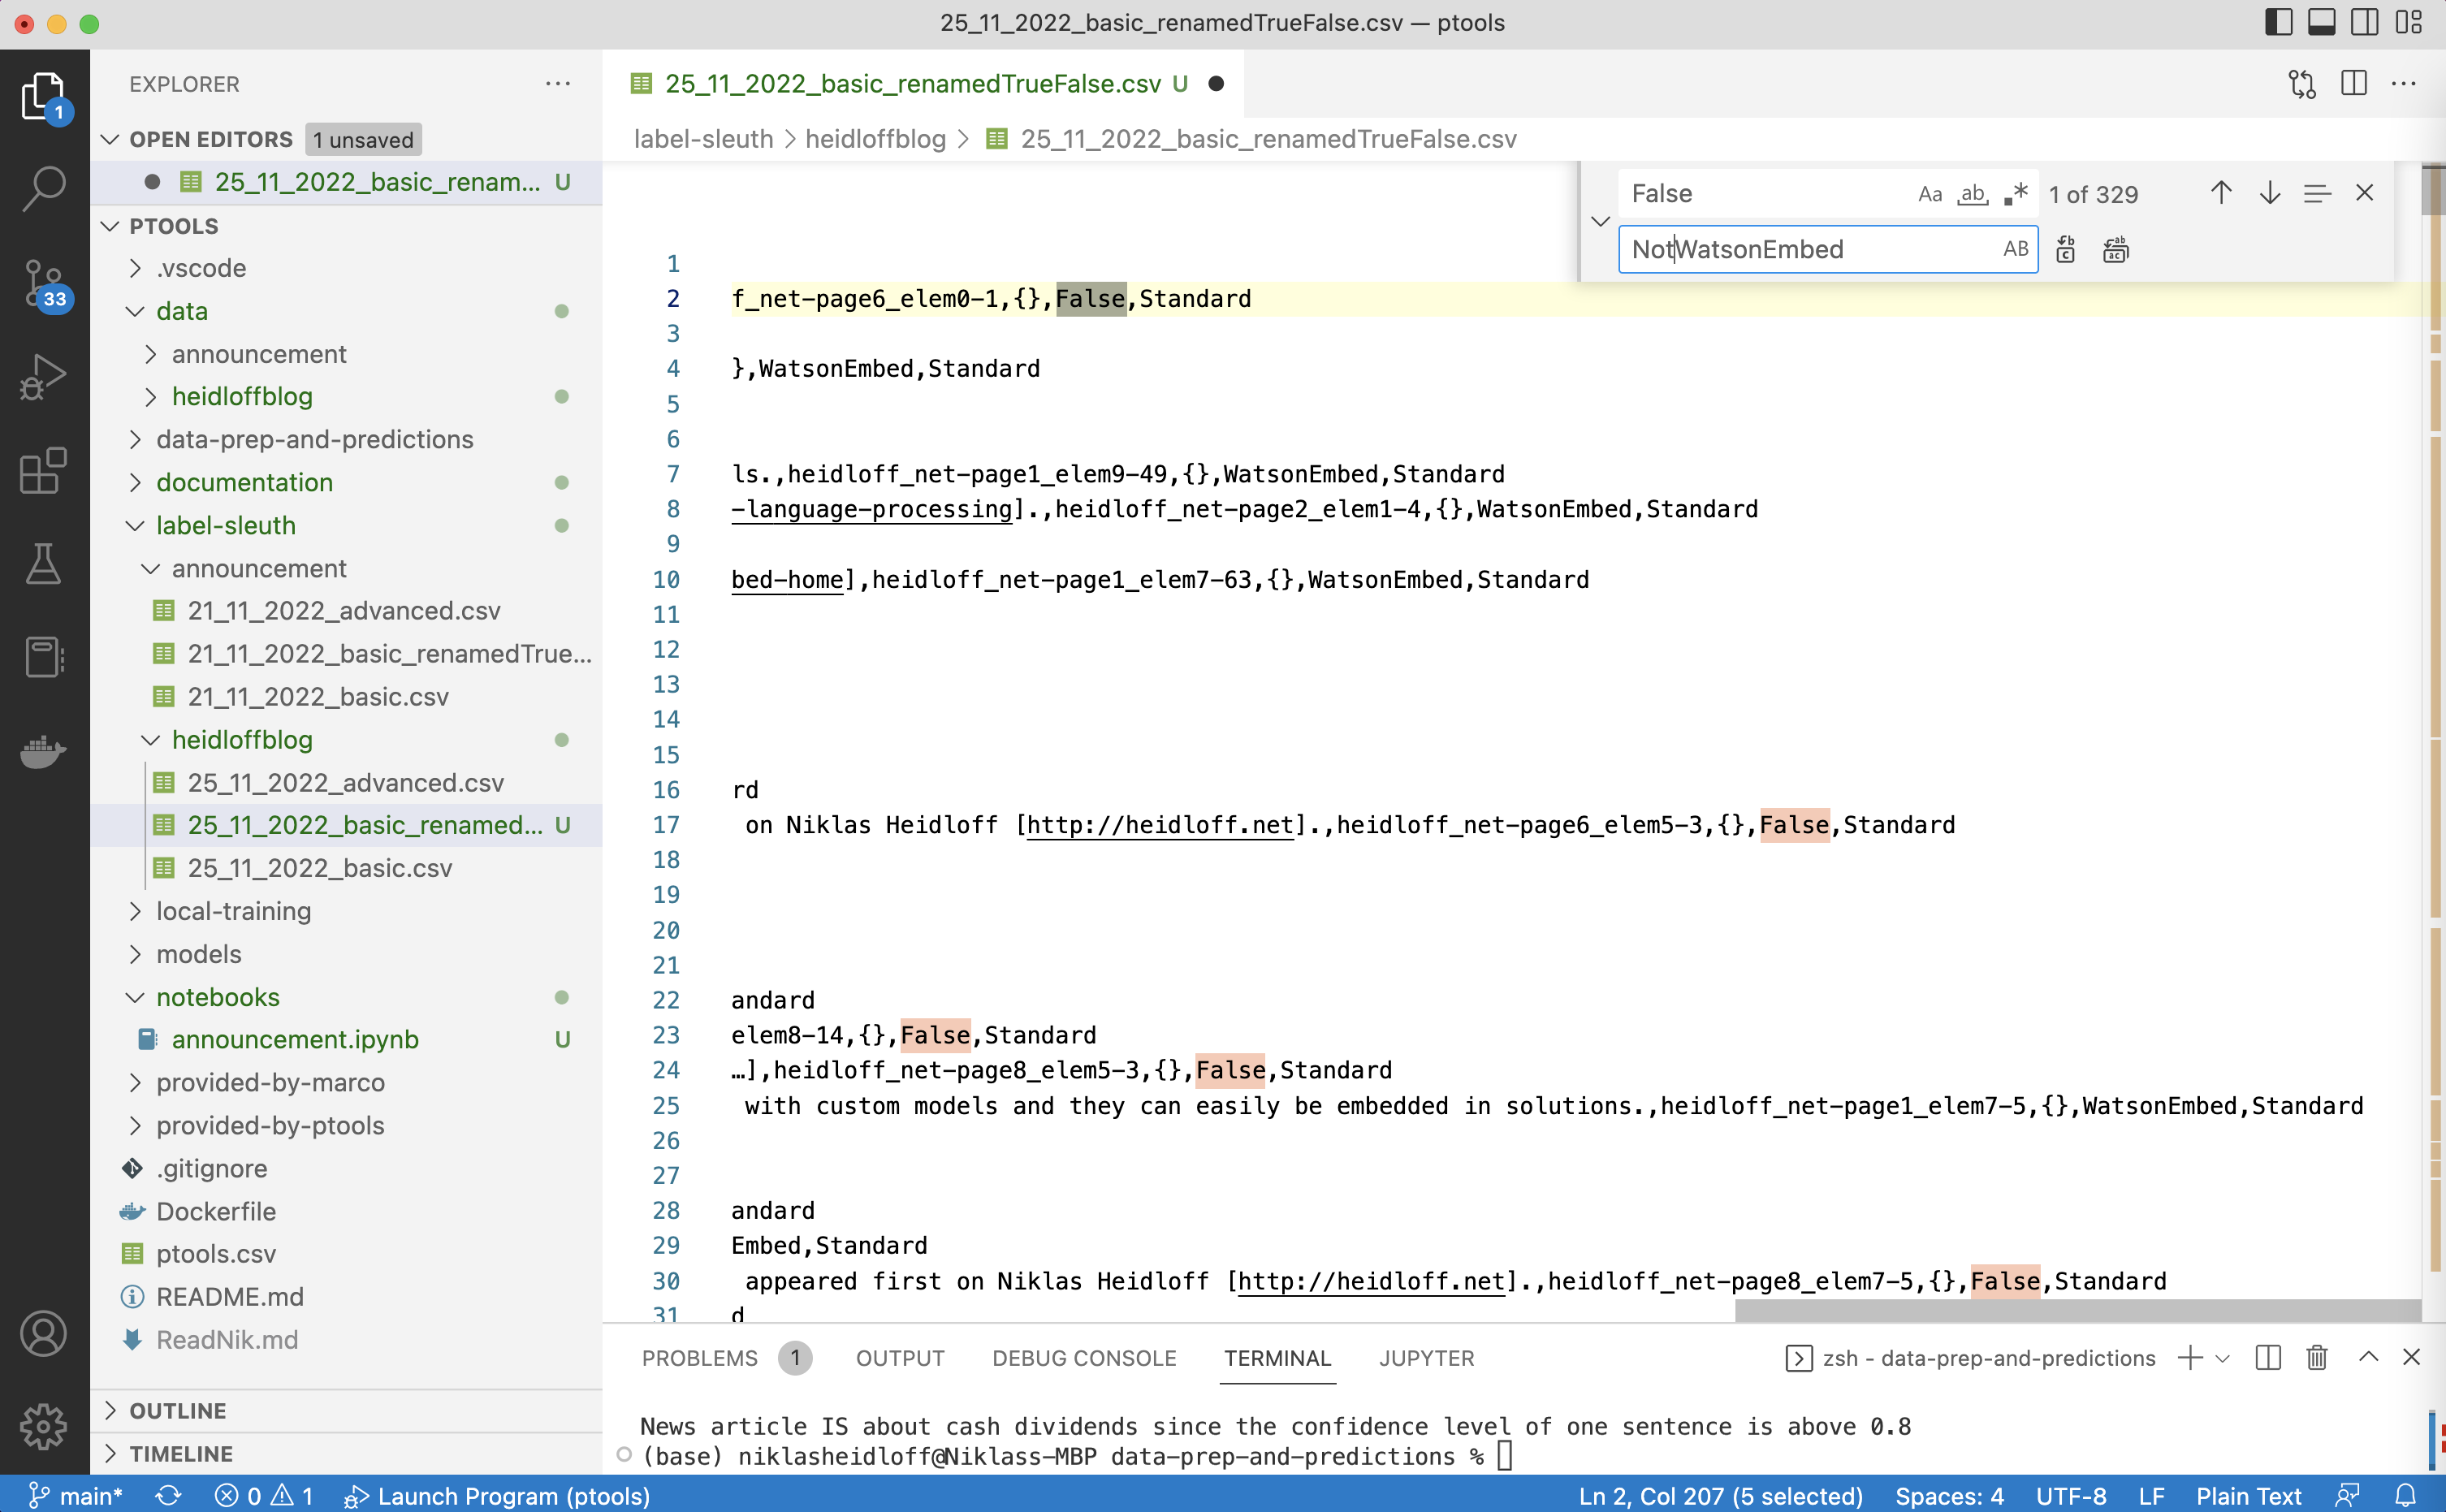 25_11_2022_basic_renamedTrueFalse.csv — ptools
EXPLORER
OPEN EDITORS 1 unsaved
25_11_2022_basic_renam... U
PTOOLS
.vscode
data
announcement
heidloffblog
data-prep-and-predictions
documentation
label-sleuth
announcement
21_11_2022_advanced.csv
21_11_2022_basic_renamedTrue...
21_11_2022_basic.csv
heidloffblog
25_11_2022_advanced.csv
25_11_2022_basic_renamed... U
25_11_2022_basic.csv
local-training
models
notebooks
announcement.ipynb U
provided-by-marco
provided-by-ptools
.gitignore
Dockerfile
ptools.csv
README.md
ReadNik.md
OUTLINE
TIMELINE
1
33
25_11_2022_basic_renamedTrueFalse.csv U
label-sleuth > heidloffblog > 25_11_2022_basic_renamedTrueFalse.csv
False Aa ab .* 1 of 329
NotWatsonEmbed AB
1
2 f_net-page6_elem0-1,{},False,Standard
3
4 },WatsonEmbed,Standard
5
6
7 ls.,heidloff_net-page1_elem9-49,{},WatsonEmbed,Standard
8 -language-processing].,heidloff_net-page2_elem1-4,{},WatsonEmbed,Standard
9
10 bed-home],heidloff_net-page1_elem7-63,{},WatsonEmbed,Standard
11
12
13
14
15
16 rd
17 on Niklas Heidloff [http://heidloff.net].,heidloff_net-page6_elem5-3,{},False,Standard
18
19
20
21
22 andard
23 elem8-14,{},False,Standard
24 …],heidloff_net-page8_elem5-3,{},False,Standard
25 with custom models and they can easily be embedded in solutions.,heidloff_net-page1_elem7-5,{},WatsonEmbed,Standard
26
27
28 andard
29 Embed,Standard
30 appeared first on Niklas Heidloff [http://heidloff.net].,heidloff_net-page8_elem7-5,{},False,Standard
31 d
PROBLEMS 1 OUTPUT DEBUG CONSOLE TERMINAL JUPYTER zsh - data-prep-and-predictions
News article IS about cash dividends since the confidence level of one sentence is above 0.8
(base) niklasheidloff@Niklass-MBP data-prep-and-predictions %
main* 0 1 Launch Program (ptools) Ln 2, Col 207 (5 selected) Spaces: 4 UTF-8 LF Plain Text